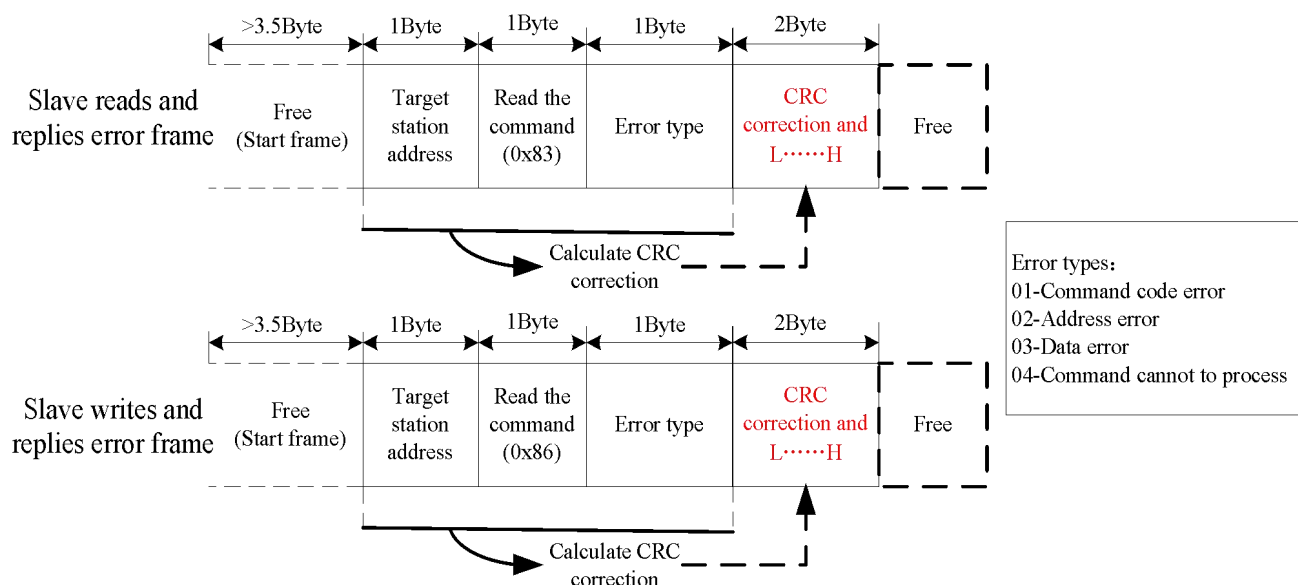 >3.5Byte
1Byte
1Byte
1Byte
2Byte
Slave reads and
replies error frame
Free
(Start frame)
Target
station
address
Read the
command
(0x83)
Error type
CRC
correction and
L······H
Free
Calculate CRC
correction
>3.5Byte
1Byte
1Byte
1Byte
2Byte
Slave writes and
replies error frame
Free
(Start frame)
Target
station
address
Read the
command
(0x86)
Error type
CRC
correction and
L······H
Free
Calculate CRC
correction
Error types:
01-Command code error
02-Address error
03-Data error
04-Command cannot to process